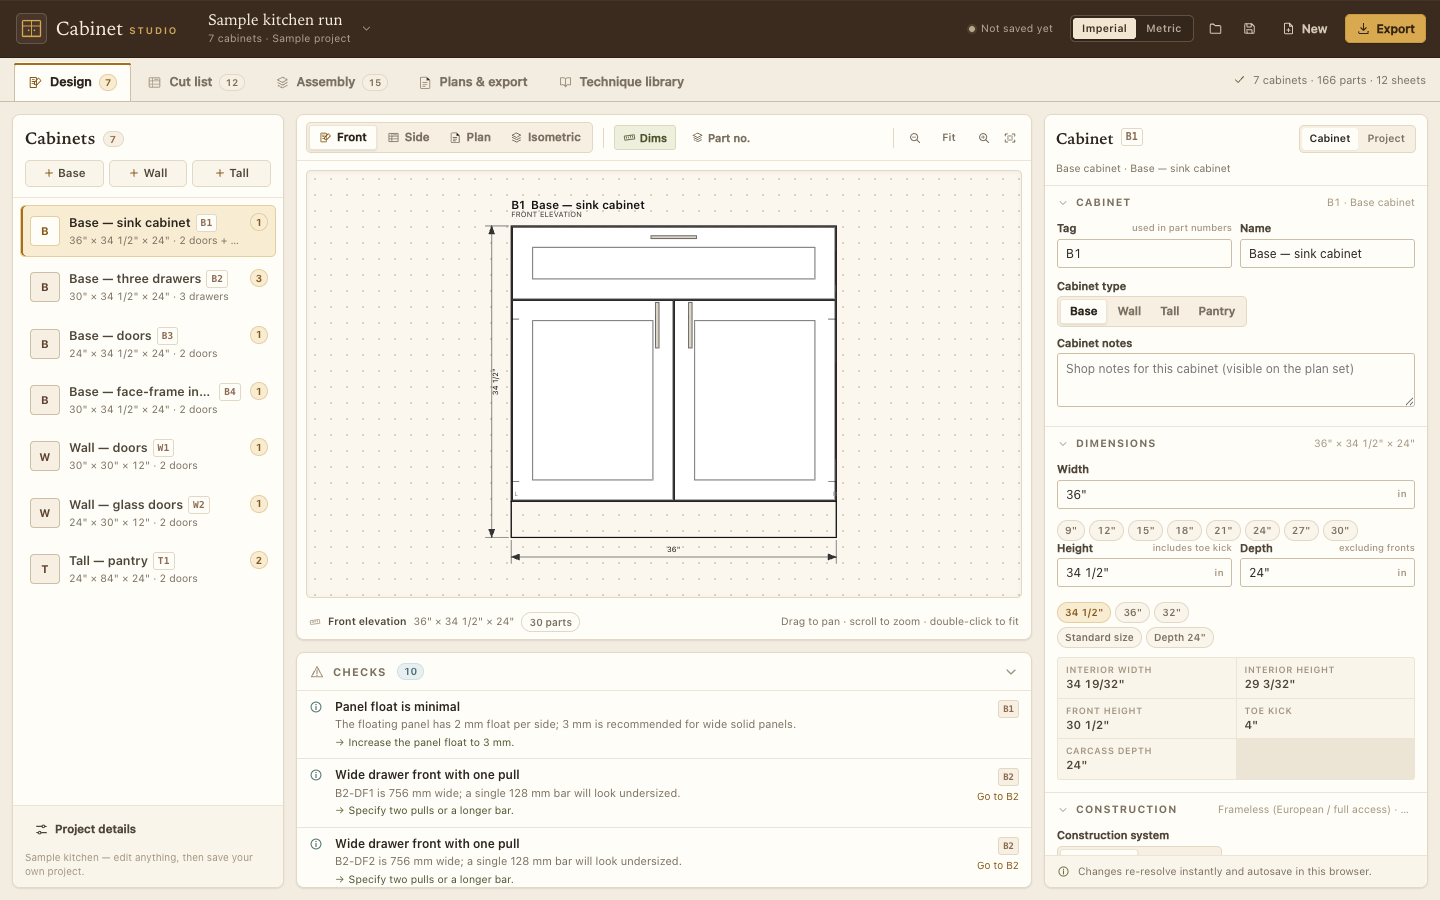 Cabinet STUDIO
Sample kitchen run
7 cabinets · Sample project
Not saved yet
Imperial Metric
New
Export
Design 7
Cut list 12
Assembly 15
Plans & export
Technique library
7 cabinets · 166 parts · 12 sheets
Cabinets 7
+ Base + Wall + Tall
B
Base — sink cabinet B1
36" × 34 1/2" × 24" · 2 doors + ...
1
B
Base — three drawers B2
30" × 34 1/2" × 24" · 3 drawers
3
B
Base — doors B3
24" × 34 1/2" × 24" · 2 doors
1
B
Base — face-frame in... B4
30" × 34 1/2" × 24" · 2 doors
1
W
Wall — doors W1
30" × 30" × 12" · 2 doors
1
W
Wall — glass doors W2
24" × 30" × 12" · 2 doors
1
T
Tall — pantry T1
24" × 84" × 24" · 2 doors
2
Project details
Sample kitchen — edit anything, then save your
own project.
Front Side Plan Isometric
Dims
Part no.
Fit
B1 Base — sink cabinet
FRONT ELEVATION
34 1/2"
36"
Front elevation 36" × 34 1/2" × 24" 30 parts
Drag to pan · scroll to zoom · double-click to fit
CHECKS 10
Panel float is minimal B1
The floating panel has 2 mm float per side; 3 mm is recommended for wide solid panels.
→ Increase the panel float to 3 mm.
Wide drawer front with one pull B2
B2-DF1 is 756 mm wide; a single 128 mm bar will look undersized. Go to B2
→ Specify two pulls or a longer bar.
Wide drawer front with one pull B2
B2-DF2 is 756 mm wide; a single 128 mm bar will look undersized. Go to B2
→ Specify two pulls or a longer bar.
Cabinet B1
Cabinet Project
Base cabinet · Base — sink cabinet
CABINET B1 · Base cabinet
Tag used in part numbers Name
B1 Base — sink cabinet
Cabinet type
Base Wall Tall Pantry
Cabinet notes
Shop notes for this cabinet (visible on the plan set)
DIMENSIONS 36" × 34 1/2" × 24"
Width
36" in
9" 12" 15" 18" 21" 24" 27" 30"
Height includes toe kick Depth excluding fronts
34 1/2" in 24" in
34 1/2" 36" 32"
Standard size Depth 24"
INTERIOR WIDTH INTERIOR HEIGHT
34 19/32" 29 3/32"
FRONT HEIGHT TOE KICK
30 1/2" 4"
CARCASS DEPTH
24"
CONSTRUCTION Frameless (European / full access) · ...
Construction system
Changes re-resolve instantly and autosave in this browser.